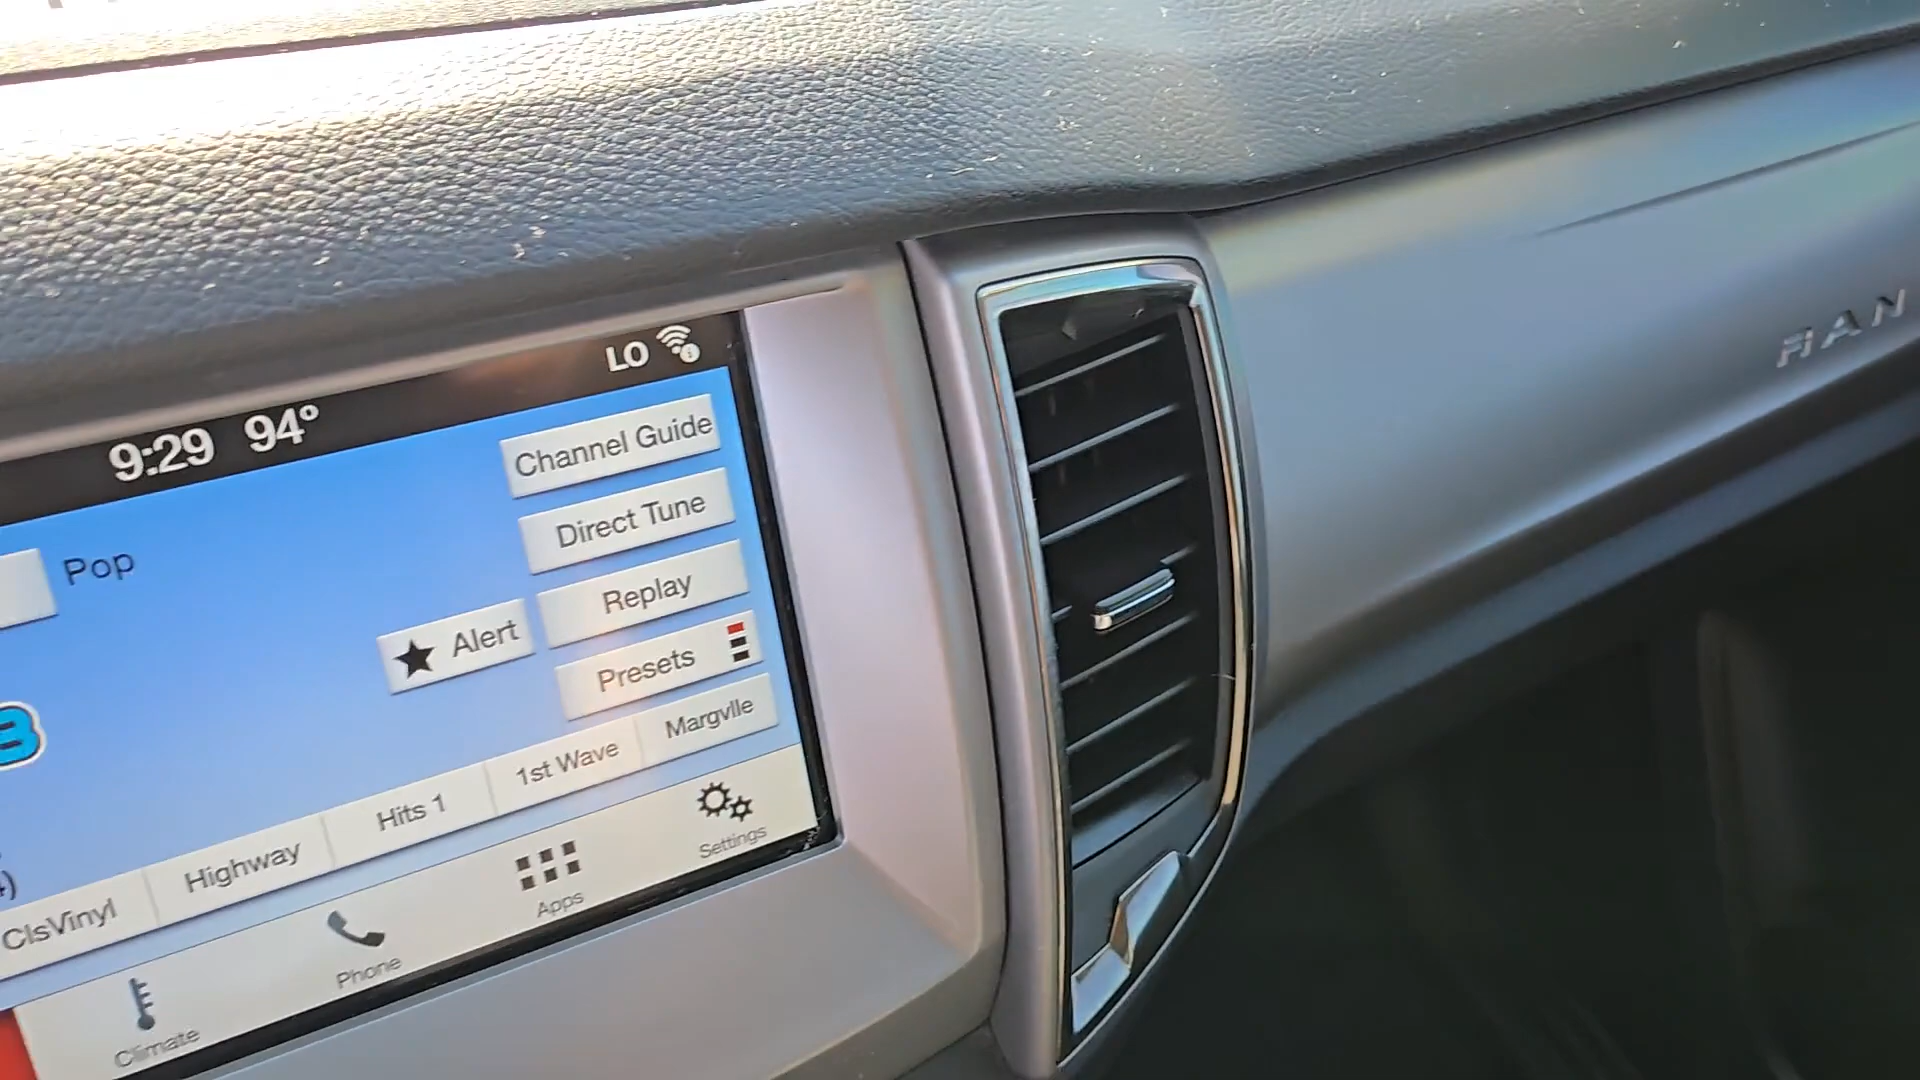 LO
9:29 94°
Channel Guide
Direct Tune
Pop
Replay
Alert
Presets
3
ClsVinyl Highway Hits 1 1st Wave Margvlle
Climate Phone Apps Settings
RAN